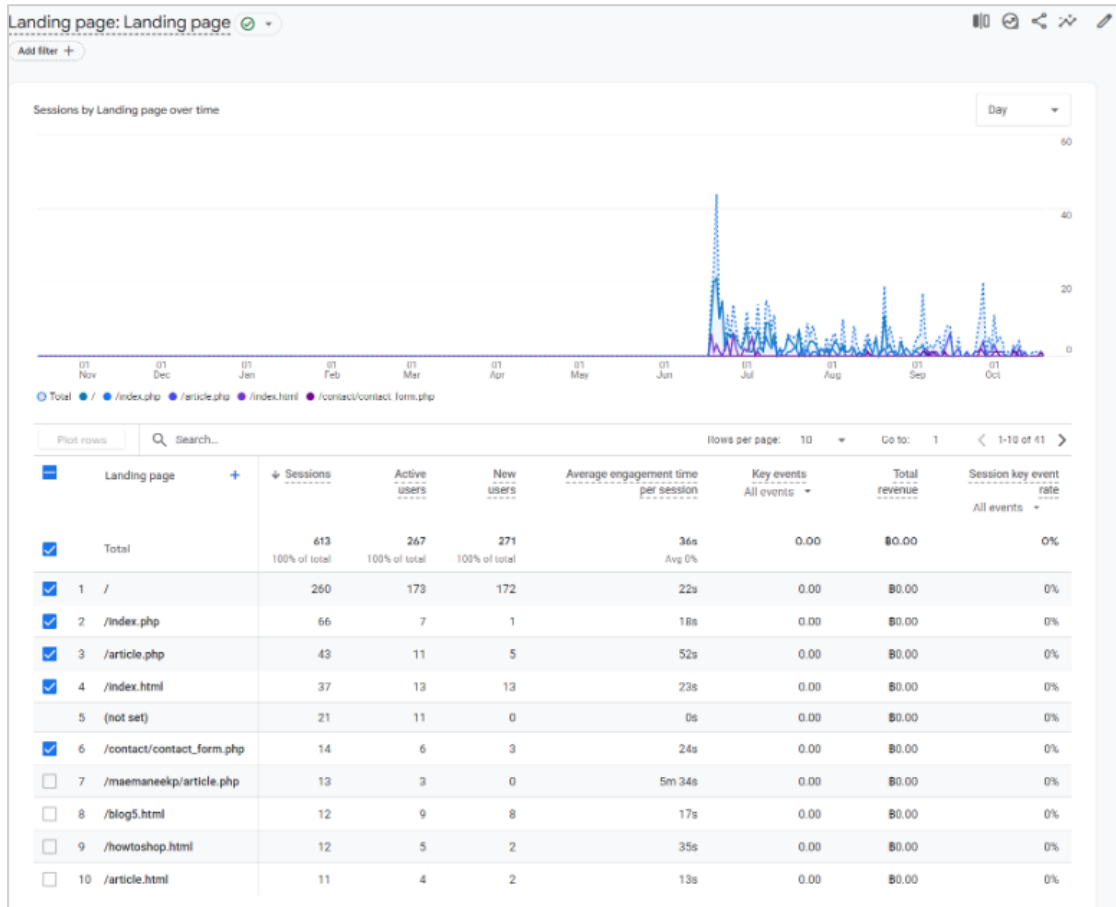 Landing page: Landing page
Add filter +
Sessions by Landing page over time
Day
60
40
20
0
01 Nov
01 Dec
01 Jan
01 Feb
01 Mar
01 Apr
01 May
01 Jun
01 Jul
01 Aug
01 Sep
01 Oct
Total / /index.php /article.php /index.html /contact/contact_form.php
Plot rows Search... Rows per page: 10 Go to: 1 1-10 of 41
Landing page + Sessions Active users New users Average engagement time per session Key events All events Total revenue Session key event rate All events
Total 613 267 271 36s 0.00 ฿0.00 0%
100% of total 100% of total 100% of total Avg 0%
1 / 260 173 172 22s 0.00 ฿0.00 0%
2 /index.php 66 7 1 18s 0.00 ฿0.00 0%
3 /article.php 43 11 5 52s 0.00 ฿0.00 0%
4 /index.html 37 13 13 23s 0.00 ฿0.00 0%
5 (not set) 21 11 0 0s 0.00 ฿0.00 0%
6 /contact/contact_form.php 14 6 3 24s 0.00 ฿0.00 0%
7 /maemaneekp/article.php 13 3 0 5m 34s 0.00 ฿0.00 0%
8 /blog5.html 12 9 8 17s 0.00 ฿0.00 0%
9 /howtoshop.html 12 5 2 35s 0.00 ฿0.00 0%
10 /article.html 11 4 2 13s 0.00 ฿0.00 0%